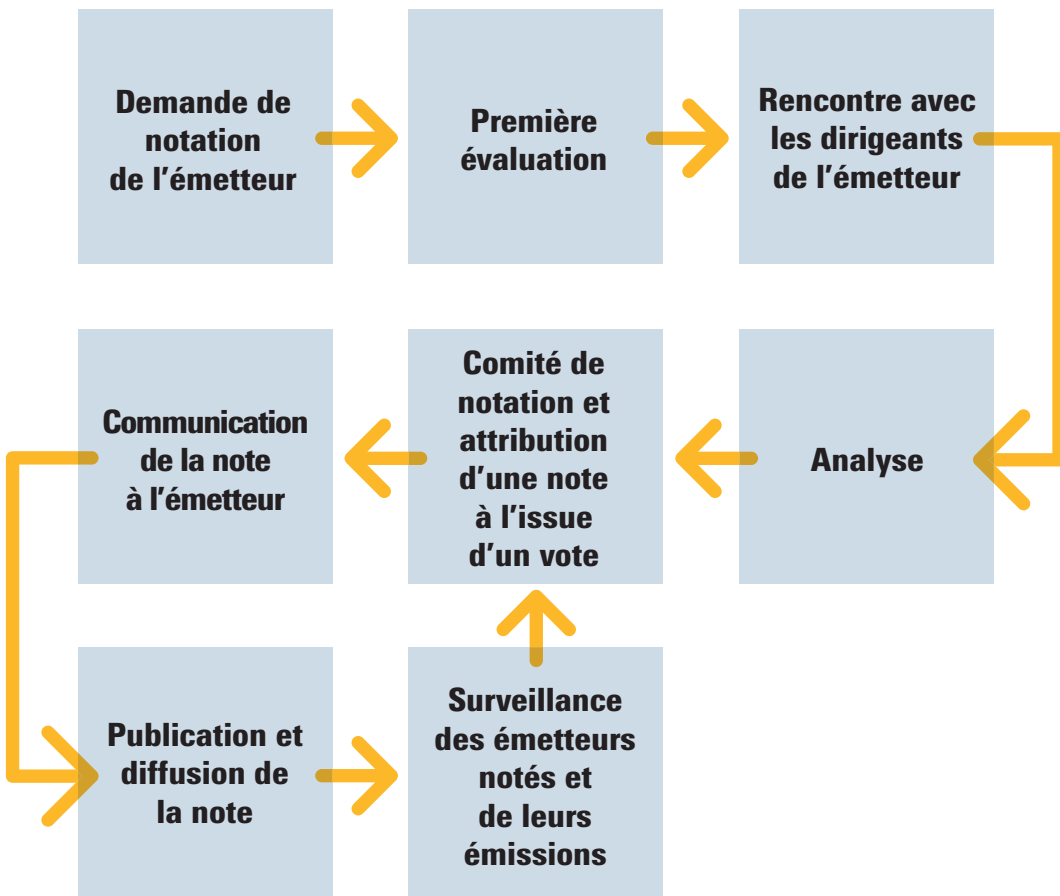 Demande de
notation
de l’émetteur
Première
évaluation
Rencontre avec
les dirigeants
de l’émetteur
Analyse
Comité de
notation et
attribution
d’une note
à l’issue
d’un vote
Communication
de la note
à l’émetteur
Publication et
diffusion de
la note
Surveillance
des émetteurs
notés et
de leurs
émissions